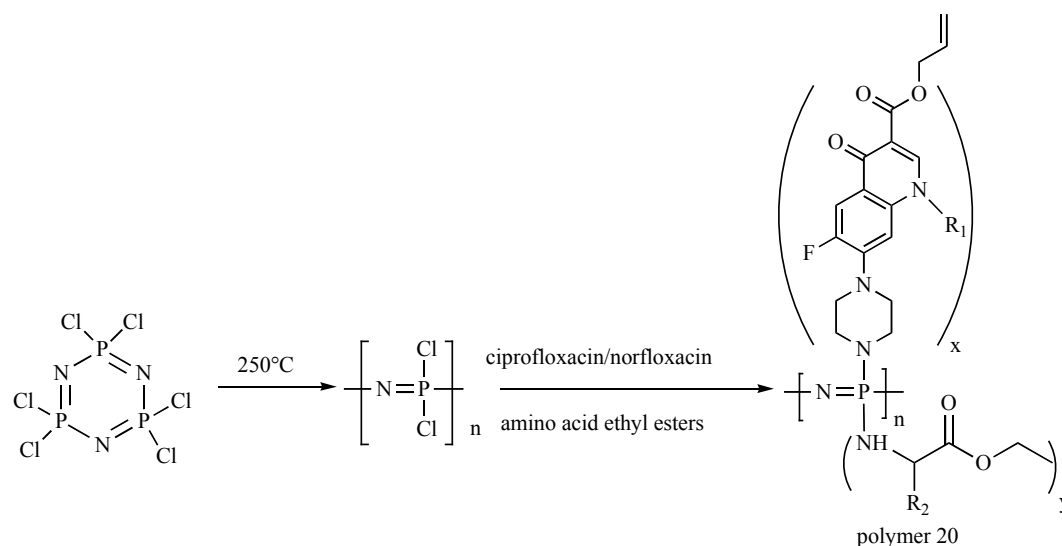 O
O
O
N
R1
F
N
N
x
Cl Cl
P
N N
Cl P P Cl
Cl N Cl
250°C
Cl
N=P
Cl
n
ciprofloxacin/norfloxacin
amino acid ethyl esters
N=P
n
NH
O
O
R2
y
polymer 20